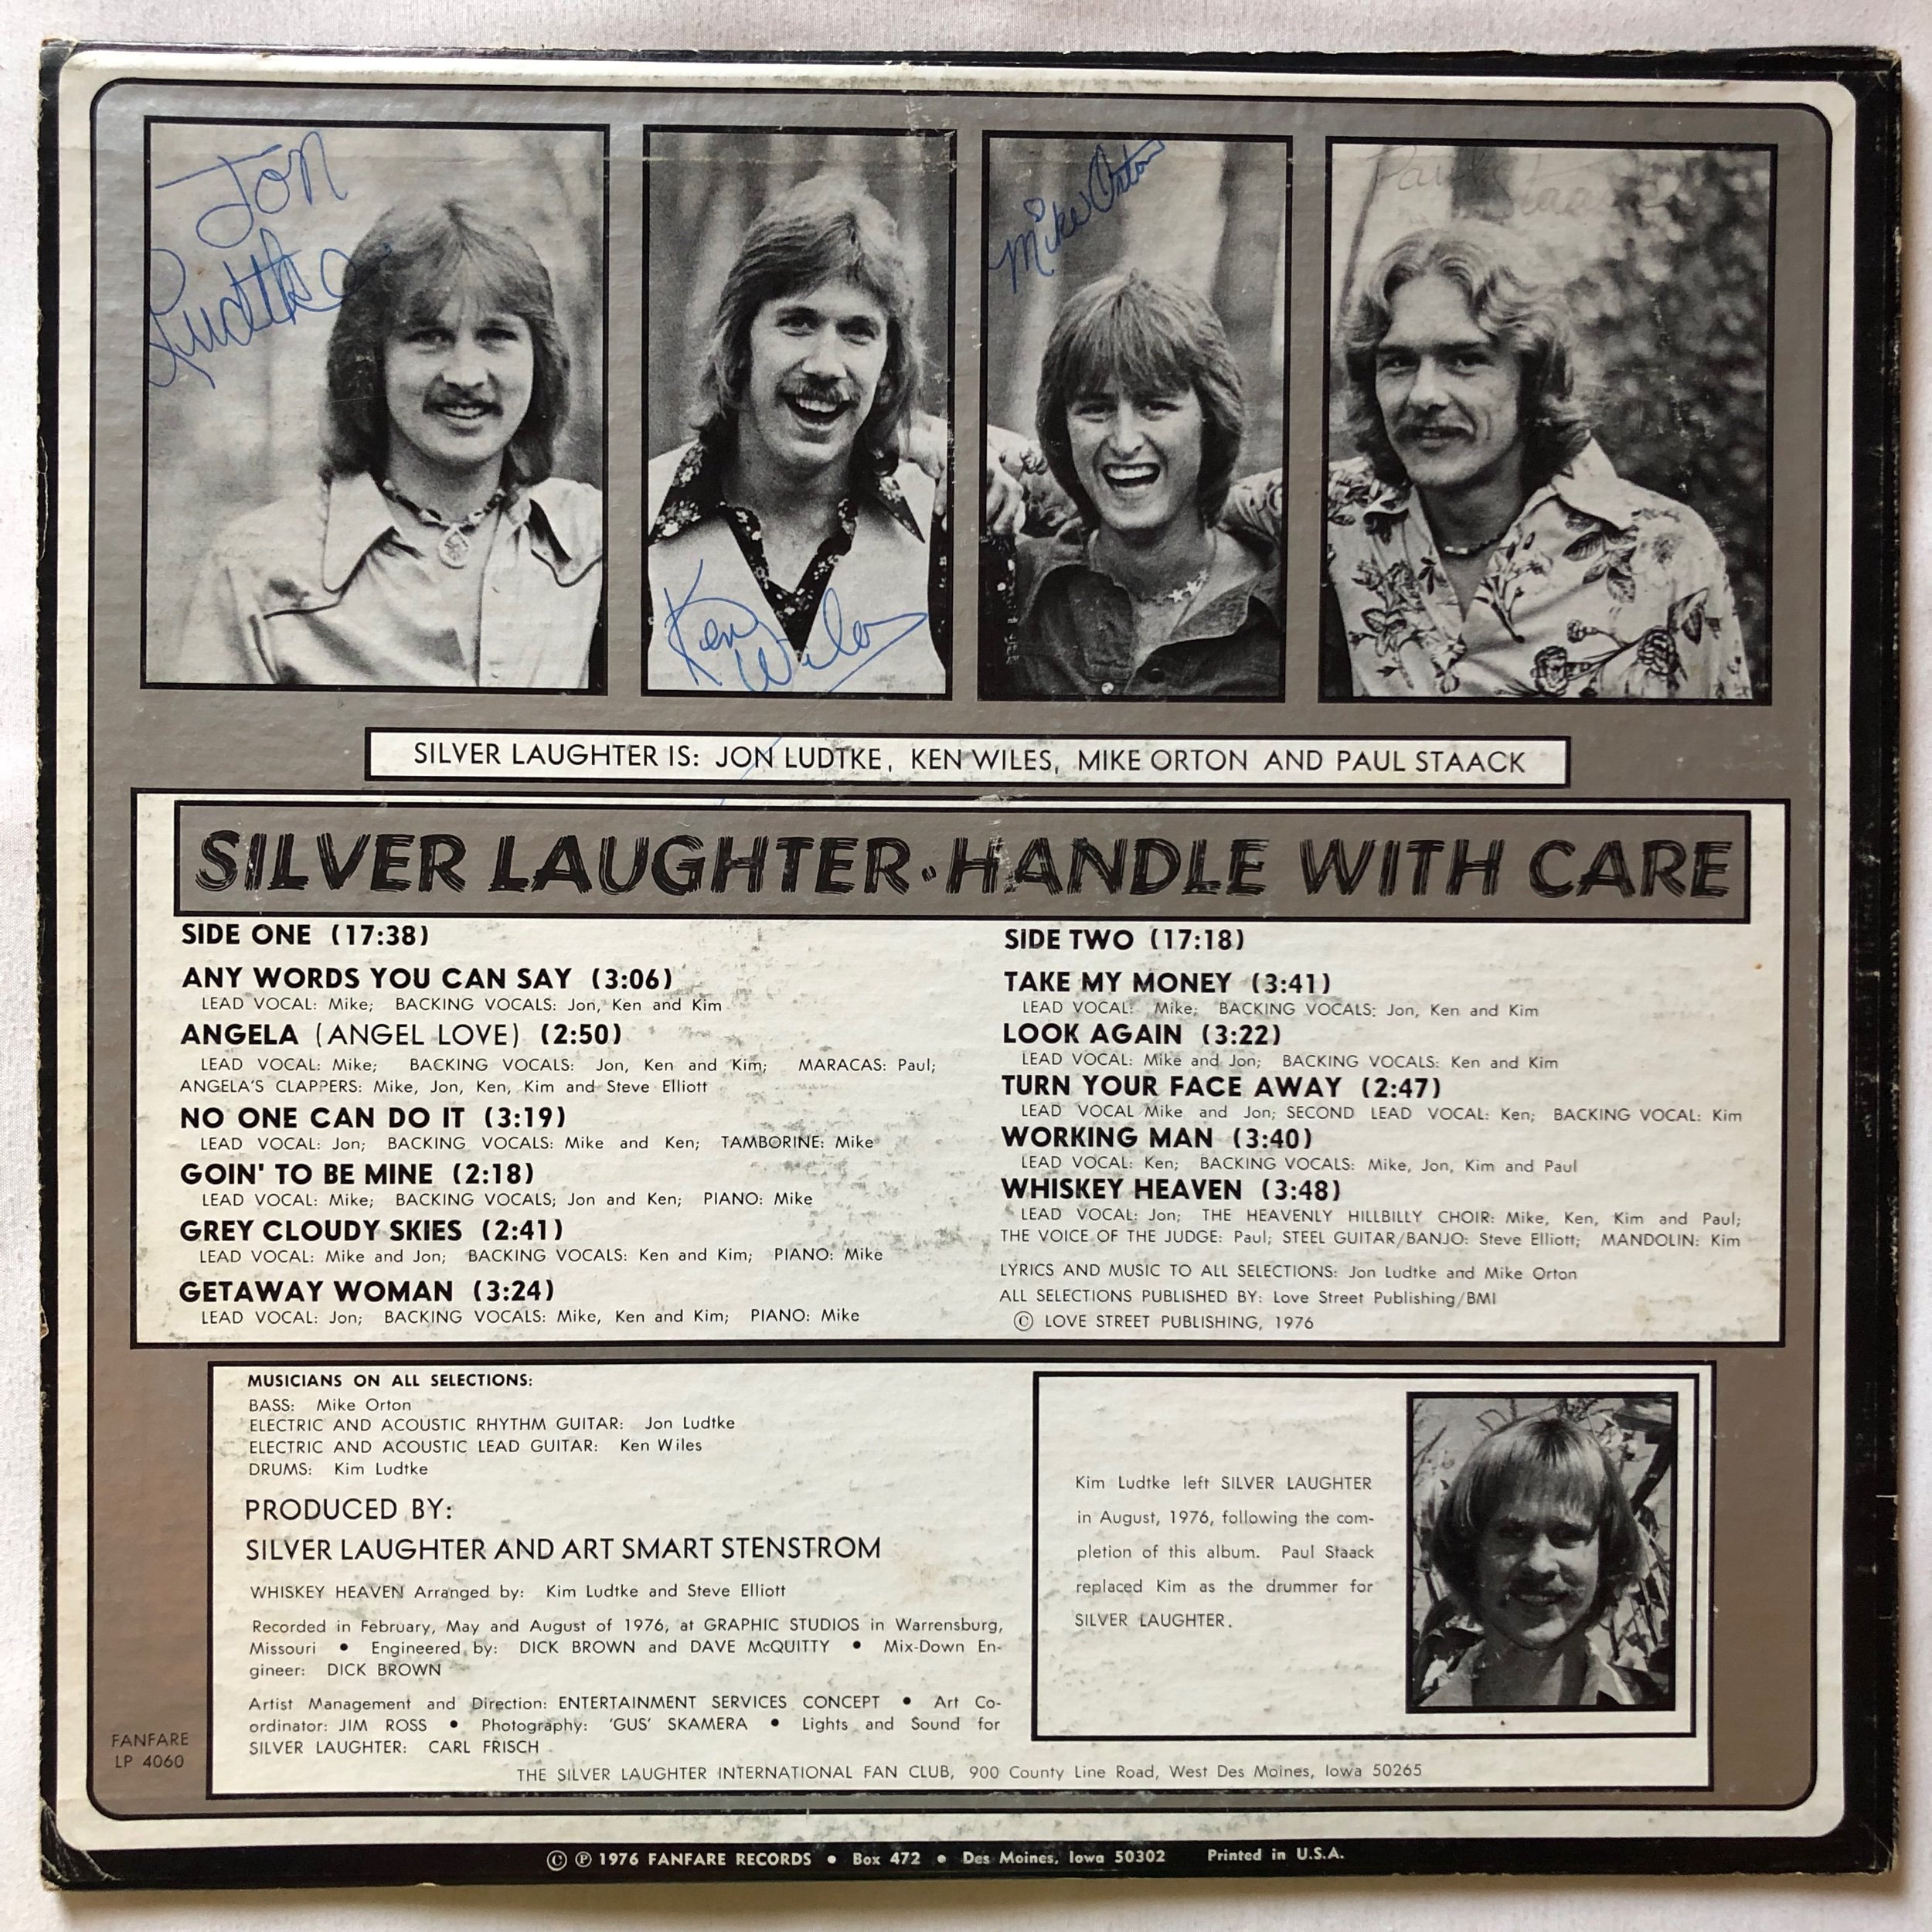 Jon
Ludtke
Ken
Wiles
Mike Orton
Paul
Staack
SILVER LAUGHTER IS: JON LUDTKE, KEN WILES, MIKE ORTON AND PAUL STAACK
SILVER LAUGHTER · HANDLE WITH CARE
SIDE ONE (17:38)
ANY WORDS YOU CAN SAY (3:06)
LEAD VOCAL: Mike; BACKING VOCALS: Jon, Ken and Kim
ANGELA (ANGEL LOVE) (2:50)
LEAD VOCAL: Mike; BACKING VOCALS: Jon, Ken and Kim; MARACAS: Paul;
ANGELA'S CLAPPERS: Mike, Jon, Ken, Kim and Steve Elliott
NO ONE CAN DO IT (3:19)
LEAD VOCAL: Jon; BACKING VOCALS: Mike and Ken; TAMBORINE: Mike
GOIN' TO BE MINE (2:18)
LEAD VOCAL: Mike; BACKING VOCALS; Jon and Ken; PIANO: Mike
GREY CLOUDY SKIES (2:41)
LEAD VOCAL: Mike and Jon; BACKING VOCALS: Ken and Kim; PIANO: Mike
GETAWAY WOMAN (3:24)
LEAD VOCAL: Jon; BACKING VOCALS: Mike, Ken and Kim; PIANO: Mike
SIDE TWO (17:18)
TAKE MY MONEY (3:41)
LEAD VOCAL: Mike; BACKING VOCALS: Jon, Ken and Kim
LOOK AGAIN (3:22)
LEAD VOCAL: Mike and Jon; BACKING VOCALS: Ken and Kim
TURN YOUR FACE AWAY (2:47)
LEAD VOCAL Mike and Jon; SECOND LEAD VOCAL: Ken; BACKING VOCAL: Kim
WORKING MAN (3:40)
LEAD VOCAL: Ken; BACKING VOCALS: Mike, Jon, Kim and Paul
WHISKEY HEAVEN (3:48)
LEAD VOCAL: Jon; THE HEAVENLY HILLBILLY CHOIR: Mike, Ken, Kim and Paul;
THE VOICE OF THE JUDGE: Paul; STEEL GUITAR/BANJO: Steve Elliott; MANDOLIN: Kim
LYRICS AND MUSIC TO ALL SELECTIONS: Jon Ludtke and Mike Orton
ALL SELECTIONS PUBLISHED BY: Love Street Publishing/BMI
© LOVE STREET PUBLISHING, 1976
MUSICIANS ON ALL SELECTIONS:
BASS: Mike Orton
ELECTRIC AND ACOUSTIC RHYTHM GUITAR: Jon Ludtke
ELECTRIC AND ACOUSTIC LEAD GUITAR: Ken Wiles
DRUMS: Kim Ludtke
PRODUCED BY:
SILVER LAUGHTER AND ART SMART STENSTROM
WHISKEY HEAVEN Arranged by: Kim Ludtke and Steve Elliott
Recorded in February, May and August of 1976, at GRAPHIC STUDIOS in Warrensburg,
Missouri • Engineered by: DICK BROWN and DAVE McQUITTY • Mix-Down En-
gineer: DICK BROWN
Artist Management and Direction: ENTERTAINMENT SERVICES CONCEPT • Art Co-
ordinator: JIM ROSS • Photography: 'GUS' SKAMERA • Lights and Sound for
SILVER LAUGHTER: CARL FRISCH
Kim Ludtke left SILVER LAUGHTER
in August, 1976, following the com-
pletion of this album. Paul Staack
replaced Kim as the drummer for
SILVER LAUGHTER.
FANFARE
LP 4060
THE SILVER LAUGHTER INTERNATIONAL FAN CLUB, 900 County Line Road, West Des Moines, Iowa 50265
© ℗ 1976 FANFARE RECORDS • Box 472 • Des Moines, Iowa 50302 Printed in U.S.A.